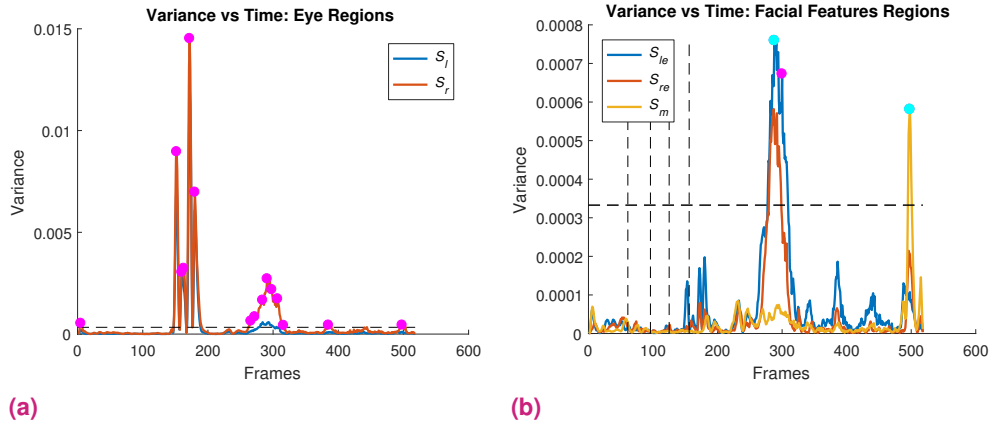 Variance vs Time: Eye Regions
0.015
0.01
0.005
0
Variance
S_l
S_r
0 100 200 300 400 500 600
Frames
(a)
Variance vs Time: Facial Features Regions
0.0008
0.0007
0.0006
0.0005
0.0004
0.0003
0.0002
0.0001
0
Variance
S_le
S_re
S_m
0 100 200 300 400 500 600
Frames
(b)